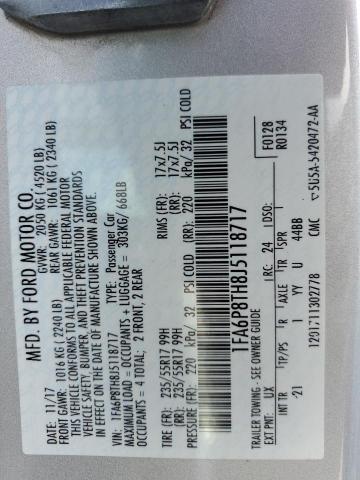 MFD. BY FORD MOTOR CO.
11/17 GVWR: 2050 KG (4520 LB)
FRONT GAWR: 1016 KG (2240 LB) REAR GAWR: 1061 KG (2340 LB)
THIS VEHICLE CONFORMS TO ALL APPLICABLE FEDERAL MOTOR
VEHICLE SAFETY, BUMPER, AND THEFT PREVENTION STANDARDS
IN EFFECT ON THE DATE OF MANUFACTURE SHOWN ABOVE.
VIN: 1FA6P8TH8J5118717 TYPE: Passenger Car
MAXIMUM LOAD = OCCUPANTS + LUGGAGE = 303KG/ 668LB
OCCUPANTS = 4 TOTAL; 2 FRONT, 2 REAR
TIRE (FR): 235/55R17 99H RIMS (FR): 17x7.5J
TIRE (RR): 235/55R17 99H (RR): 17x7.5J
PRESSURE (FR): 220 kPa/ 32 PSI COLD (RR): 220 kPa/ 32 PSI COLD
1FA6P8TH8J5118717
F0128
R0134
TRAILER TOWING - SEE OWNER GUIDE
EXT PNT: UX RC: 24 DSO:
INT TR TP/PS R AXLE TR SPR
21 I 44BB
12017113D2778 CMC 5U5A-5420472-AA